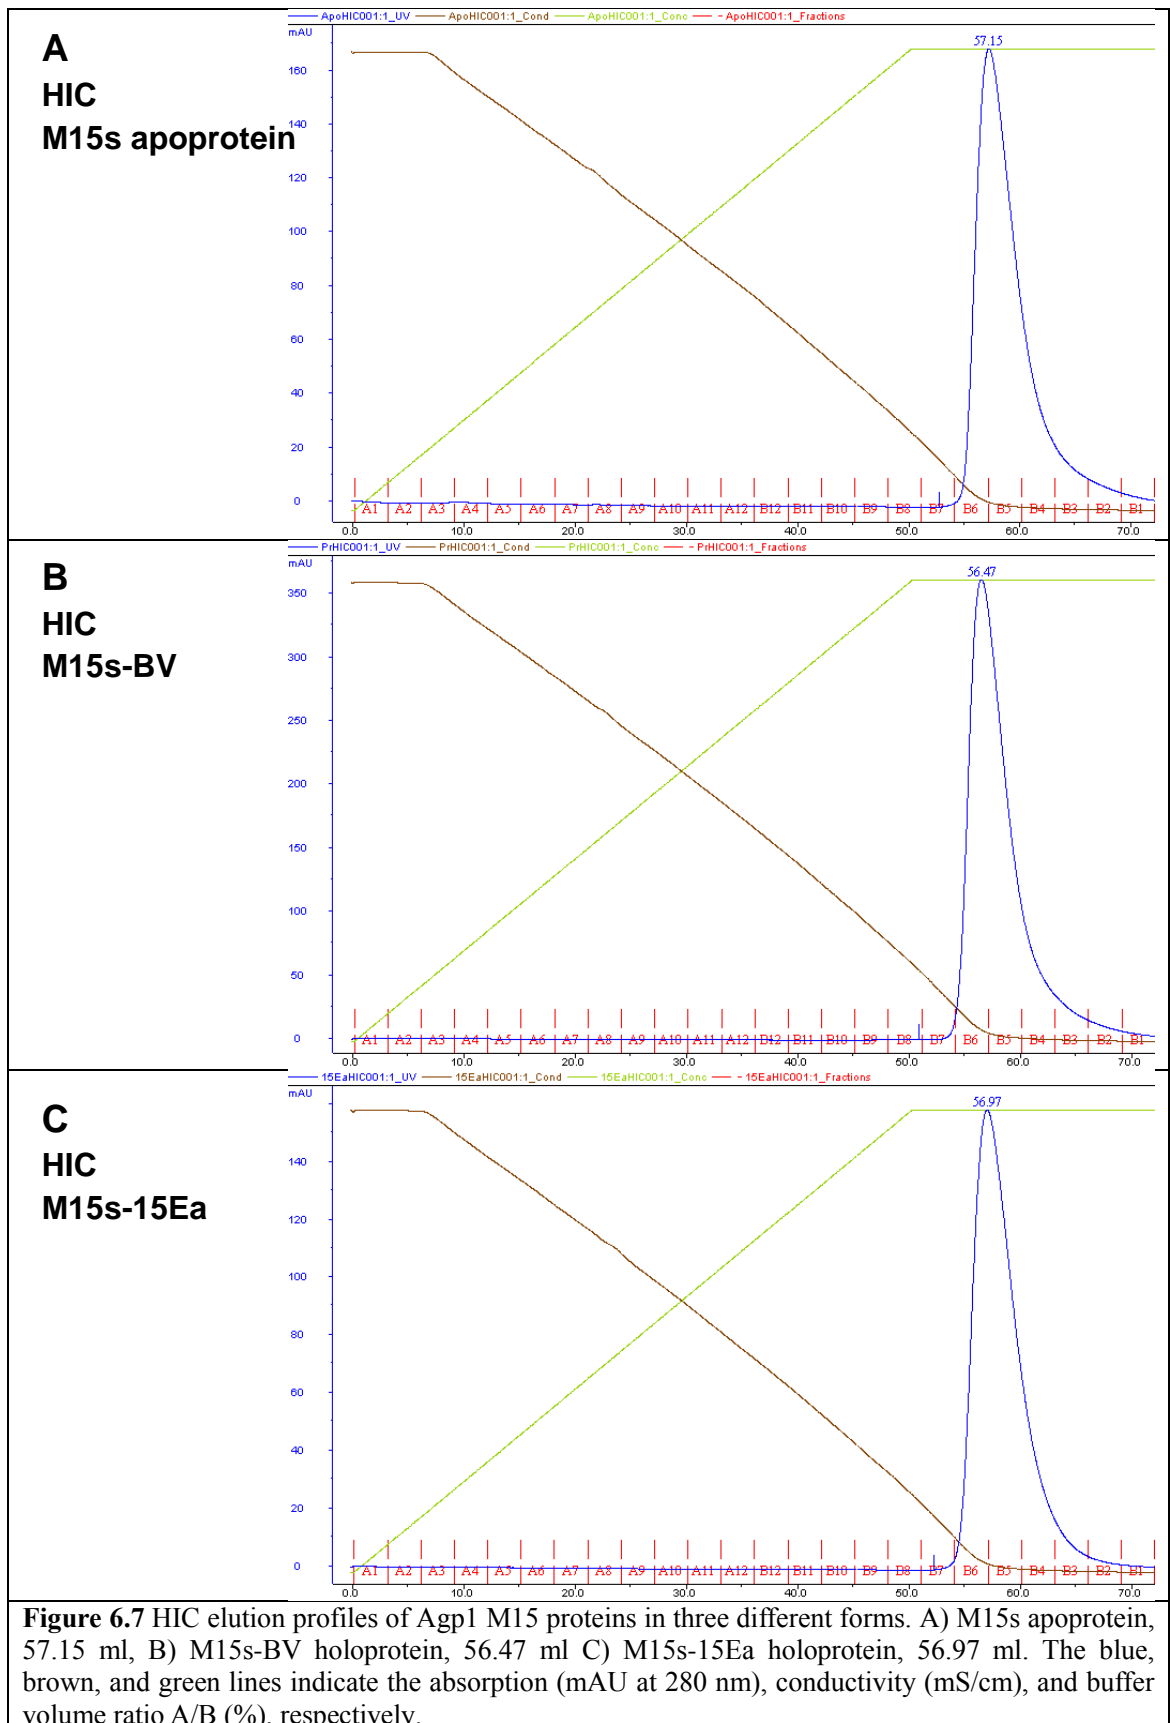 ApoHIC001:1_UV ApoHIC001:1_Cond ApoHIC001:1_Conc ApoHIC001:1_Fractions
mAU
A
HIC
M15s apoprotein
57.15
160
140
120
100
80
60
40
20
0
A1 A2 A3 A4 A5 A6 A7 A8 A9 A10 A11 A12 B12 B11 B10 B9 B8 B7 B6 B5 B4 B3 B2 B1
0.0 10.0 20.0 30.0 40.0 50.0 60.0 70.0
PrHIC001:1_UV PrHIC001:1_Cond PrHIC001:1_Conc PrHIC001:1_Fractions
mAU
B
HIC
M15s-BV
56.47
350
300
250
200
150
100
50
0
A1 A2 A3 A4 A5 A6 A7 A8 A9 A10 A11 A12 B12 B11 B10 B9 B8 B7 B6 B5 B4 B3 B2 B1
0.0 10.0 20.0 30.0 40.0 50.0 60.0 70.0
15EaHIC001:1_UV 15EaHIC001:1_Cond 15EaHIC001:1_Conc 15EaHIC001:1_Fractions
mAU
C
HIC
M15s-15Ea
56.97
140
120
100
80
60
40
20
0
A1 A2 A3 A4 A5 A6 A7 A8 A9 A10 A11 A12 B12 B11 B10 B9 B8 B7 B6 B5 B4 B3 B2 B1
0.0 10.0 20.0 30.0 40.0 50.0 60.0 70.0
Figure 6.7 HIC elution profiles of Agp1 M15 proteins in three different forms. A) M15s apoprotein,
57.15 ml, B) M15s-BV holoprotein, 56.47 ml C) M15s-15Ea holoprotein, 56.97 ml. The blue,
brown, and green lines indicate the absorption (mAU at 280 nm), conductivity (mS/cm), and buffer
volume ratio A/B (%), respectively.